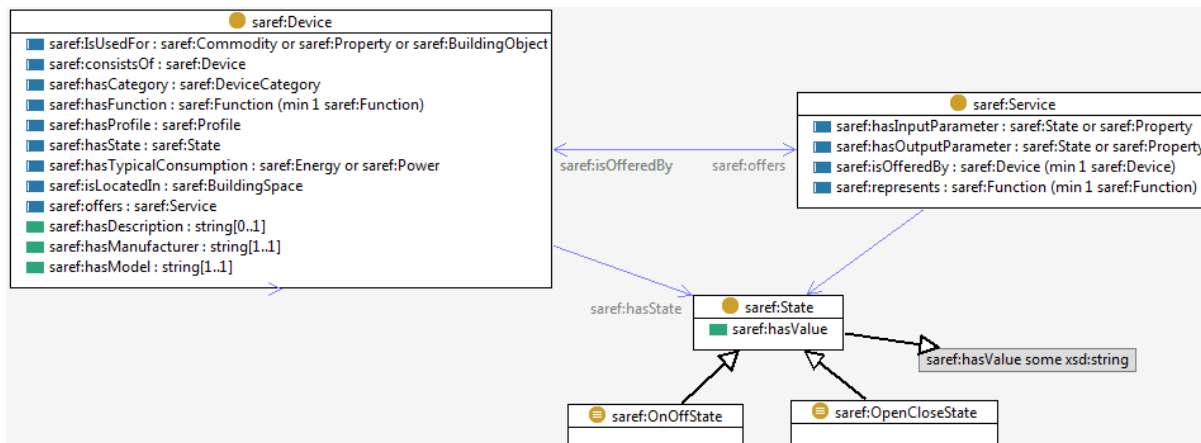 saref:Device
saref:IsUsedFor : saref:Commodity or saref:Property or saref:BuildingObject
saref:consistsOf : saref:Device
saref:hasCategory : saref:DeviceCategory
saref:hasFunction : saref:Function (min 1 saref:Function)
saref:hasProfile : saref:Profile
saref:hasState : saref:State
saref:hasTypicalConsumption : saref:Energy or saref:Power
saref:isLocatedIn : saref:BuildingSpace
saref:offers : saref:Service
saref:hasDescription : string[0..1]
saref:hasManufacturer : string[1..1]
saref:hasModel : string[1..1]
saref:isOfferedBy
saref:offers
saref:Service
saref:hasInputParameter : saref:State or saref:Property
saref:hasOutputParameter : saref:State or saref:Property
saref:isOfferedBy : saref:Device (min 1 saref:Device)
saref:represents : saref:Function (min 1 saref:Function)
saref:hasState
saref:State
saref:hasValue
saref:hasValue some xsd:string
saref:OnOffState
saref:OpenCloseState